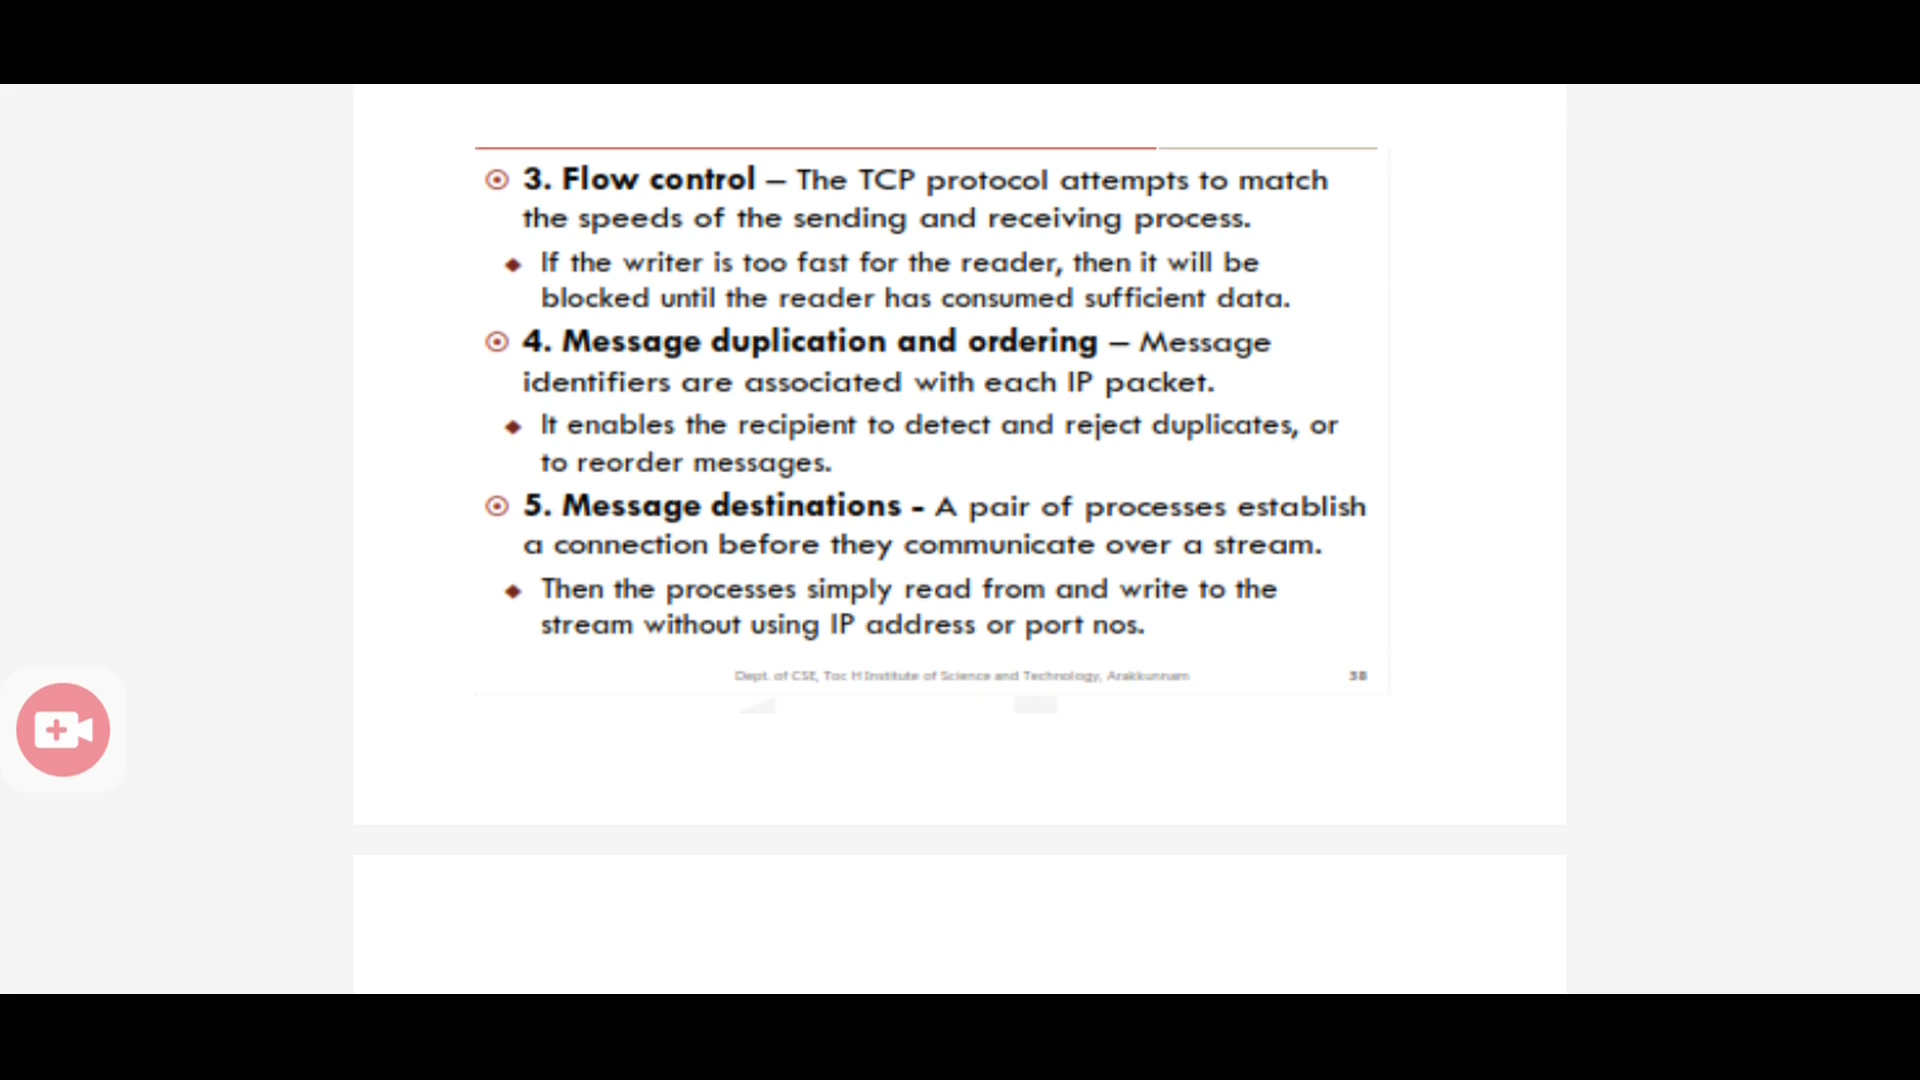 3. Flow control – The TCP protocol attempts to match
the speeds of the sending and receiving process.
If the writer is too fast for the reader, then it will be
blocked until the reader has consumed sufficient data.
4. Message duplication and ordering – Message
identifiers are associated with each IP packet.
It enables the recipient to detect and reject duplicates, or
to reorder messages.
5. Message destinations - A pair of processes establish
a connection before they communicate over a stream.
Then the processes simply read from and write to the
stream without using IP address or port nos.
Dept. of CSE, Toc H Institute of Science and Technology, Arakkunnam 38